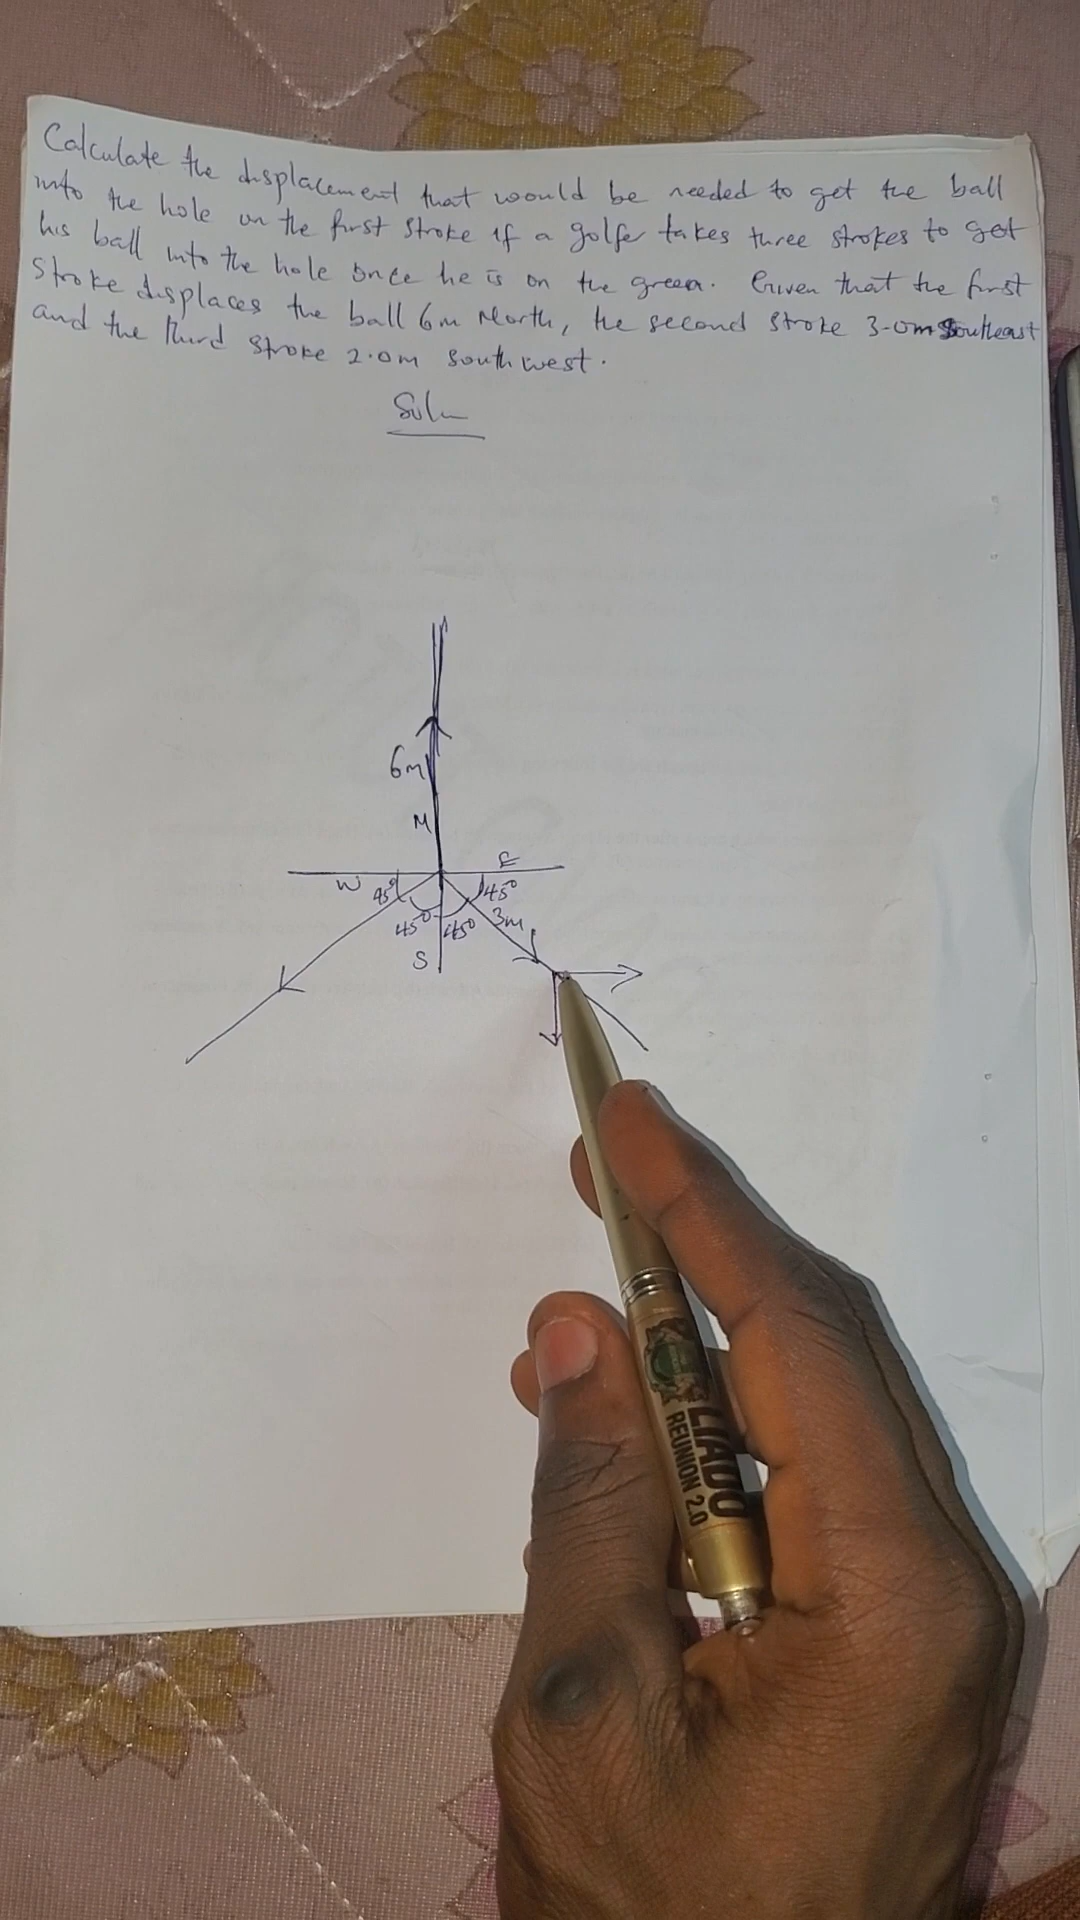 Calculate the displacement that would be needed to get the ball
into the hole on the first stroke if a golfer takes three strokes to get
his ball into the hole once he is on the green. Given that the first
stroke displaces the ball 6m North, the second stroke 3.0m Southeast
and the third stroke 2.0m southwest.
Soln
6m
N
W E
45° 45°
45° 45° 3m
S
REUNION 2.0